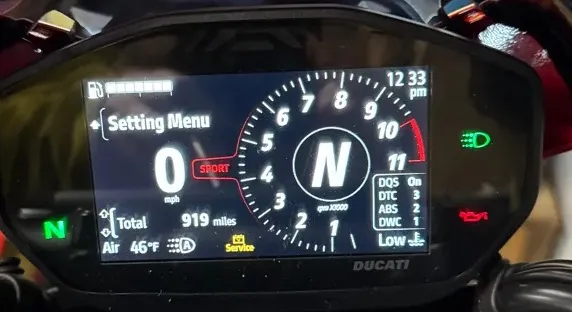 12 33
pm
Setting Menu
0
mph
SPORT
1
2
3
4
5
6
7
8
9
10
11
N
rpm X1000
DQS On
DTC 3
ABS 2
DWC 1
Total 919 miles
Air 46°F
A
Service
Low
N
DUCATI